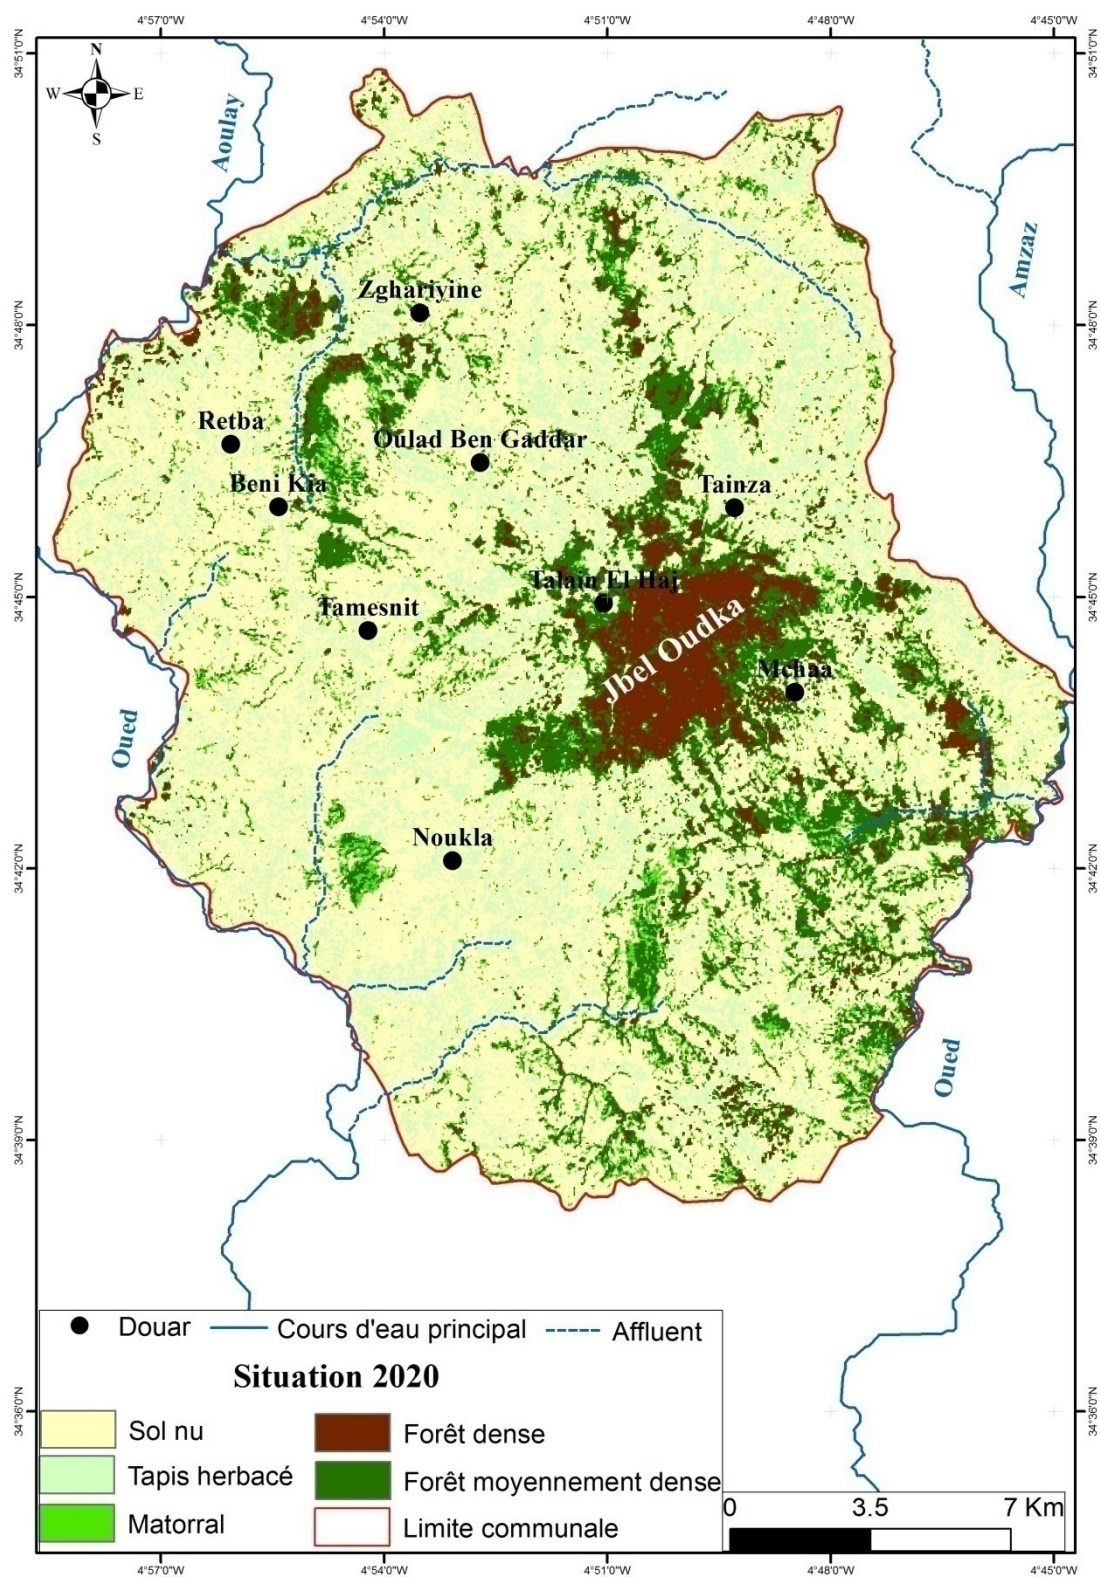 4°57'0"W 4°54'0"W 4°51'0"W 4°48'0"W 4°45'0"W
34°51'0"N 34°51'0"N
N
W E
S
Aoulay
Amzaz
Zghariyine
34°48'0"N 34°48'0"N
Retba
Oulad Ben Gaddar
Beni Kia
Tainza
Talain El Haj
34°45'0"N 34°45'0"N
Tamesnit
Jbel Oudka
Mchaa
Oued
Noukla
34°42'0"N 34°42'0"N
Oued
34°39'0"N 34°39'0"N
Douar Cours d'eau principal Affluent
Situation 2020
34°36'0"N 34°36'0"N
Sol nu Forêt dense
Tapis herbacé Forêt moyennement dense
Matorral Limite communale
0 3.5 7 Km
4°57'0"W 4°54'0"W 4°51'0"W 4°48'0"W 4°45'0"W